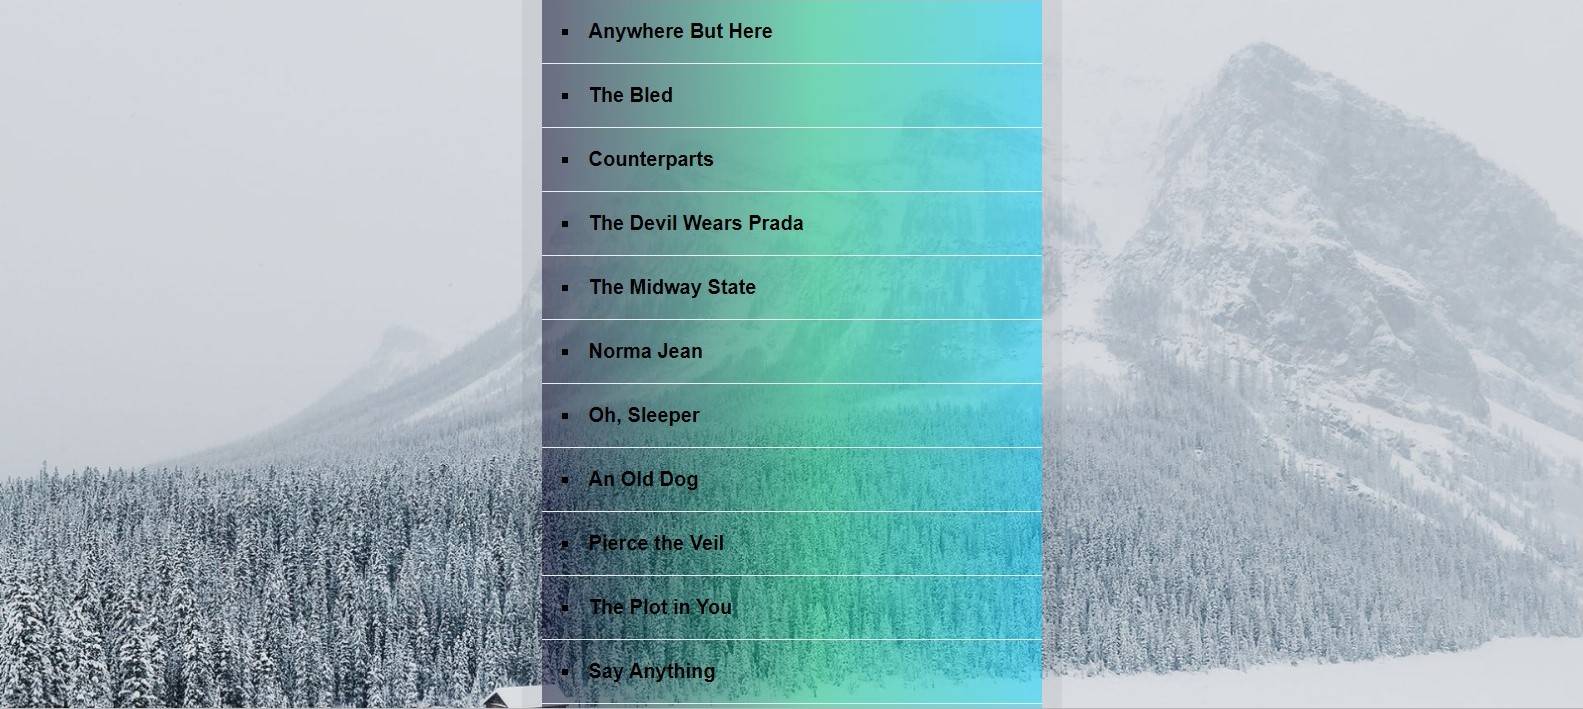 Anywhere But Here
The Bled
Counterparts
The Devil Wears Prada
The Midway State
Norma Jean
Oh, Sleeper
An Old Dog
Pierce the Veil
The Plot in You
Say Anything